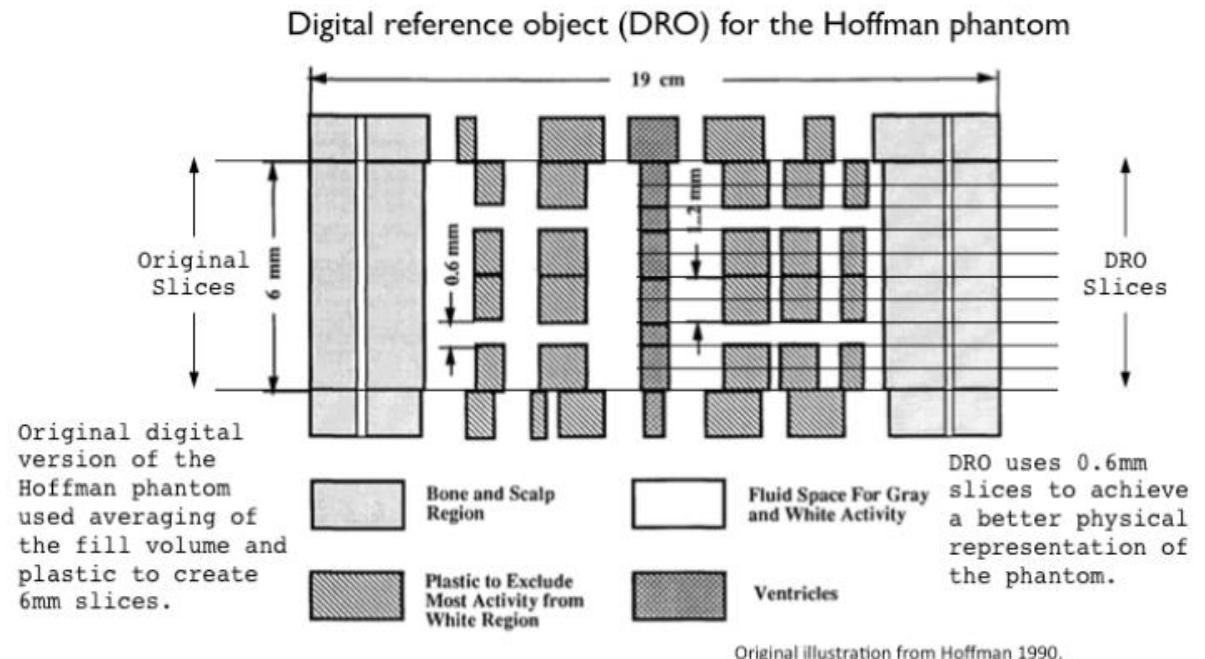 Digital reference object (DRO) for the Hoffman phantom
19 cm
1.2 mm
0.6 mm
6 mm
Original
Slices
DRO
Slices
Original digital
version of the
Hoffman phantom
used averaging of
the fill volume and
plastic to create
6mm slices.
Bone and Scalp
Region
Fluid Space For Gray
and White Activity
Plastic to Exclude
Most Activity from
White Region
Ventricles
DRO uses 0.6mm
slices to achieve
a better physical
representation of
the phantom.
Original illustration from Hoffman 1990.